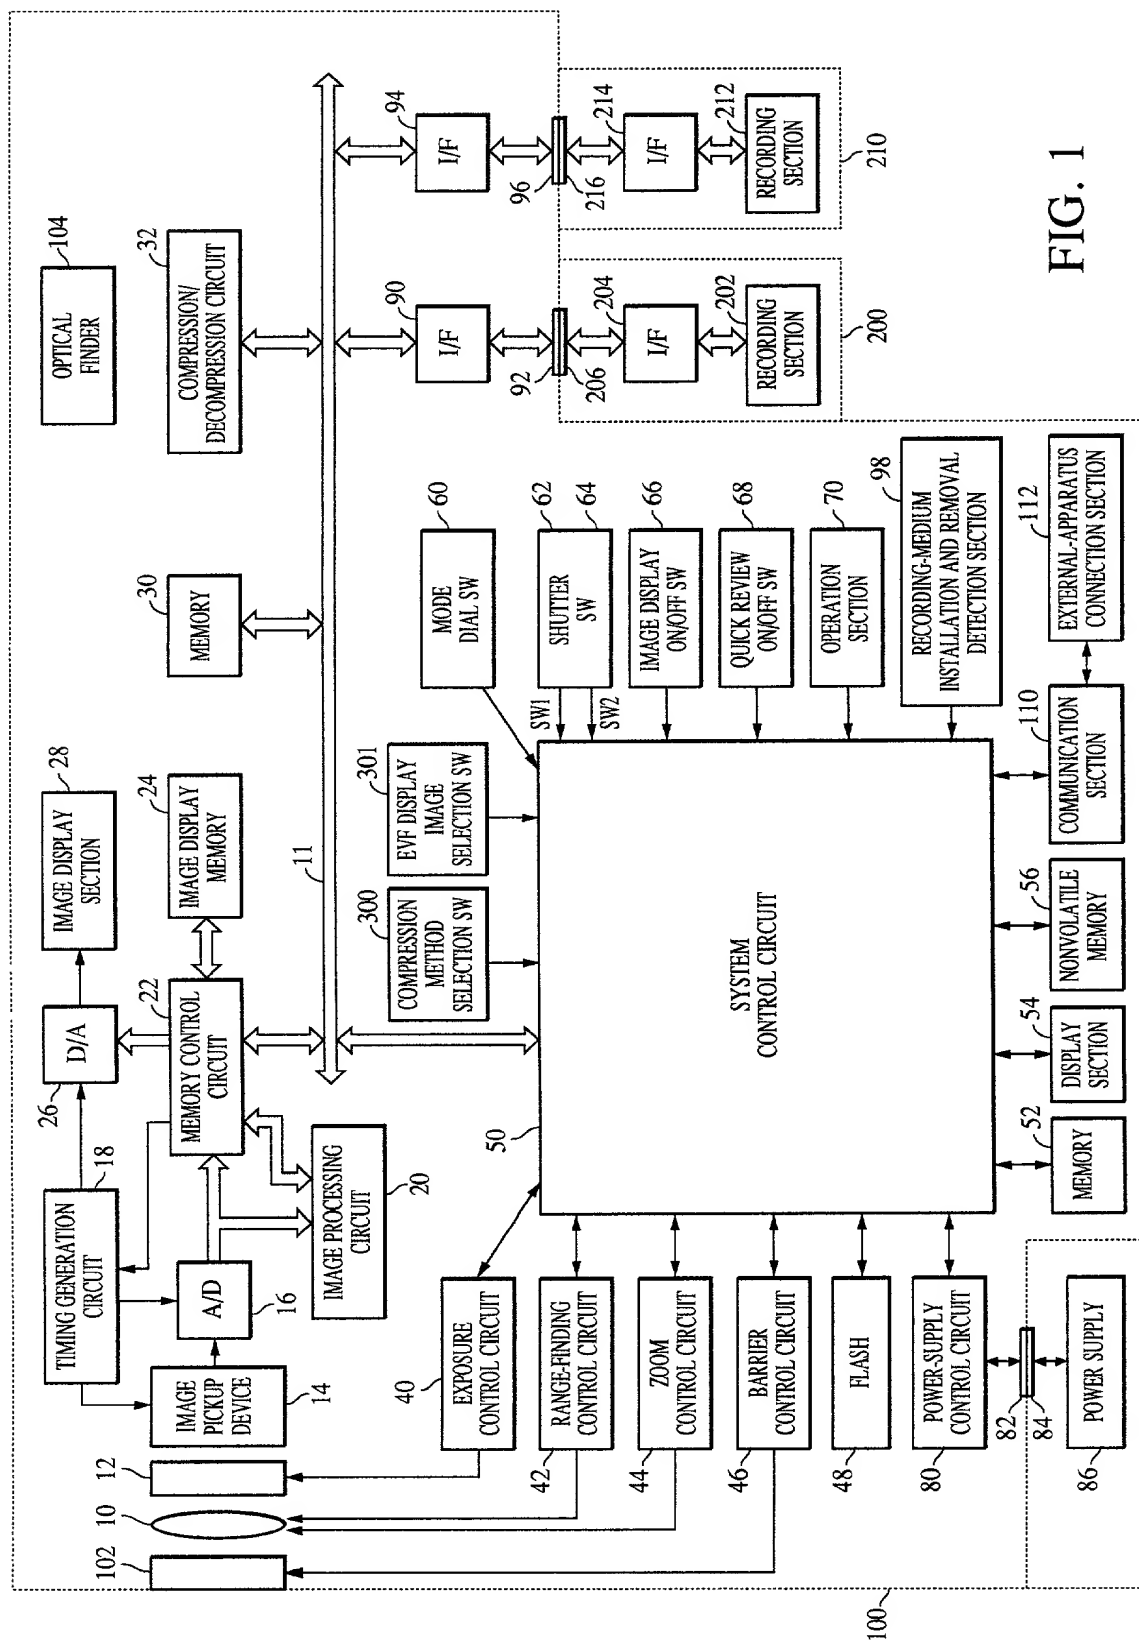 102
10
12
IMAGE
PICKUP
DEVICE
14
TIMING GENERATION
CIRCUIT
18
A/D
16
D/A
26
IMAGE DISPLAY
SECTION
28
MEMORY CONTROL
CIRCUIT
22
IMAGE DISPLAY
MEMORY
24
IMAGE PROCESSING
CIRCUIT
20
MEMORY
30
OPTICAL
FINDER
104
COMPRESSION/
DECOMPRESSION CIRCUIT
32
11
I/F
90
I/F
94
92
206
96
216
I/F
204
I/F
214
RECORDING
SECTION
202
RECORDING
SECTION
212
200
210
COMPRESSION
METHOD
SELECTION SW
300
EVF DISPLAY
IMAGE
SELECTION SW
301
MODE
DIAL SW
60
SHUTTER
SW
62
64
SW1
SW2
IMAGE DISPLAY
ON/OFF SW
66
QUICK REVIEW
ON/OFF SW
68
OPERATION
SECTION
70
RECORDING-MEDIUM
INSTALLATION AND REMOVAL
DETECTION SECTION
98
SYSTEM
CONTROL CIRCUIT
50
EXPOSURE
CONTROL CIRCUIT
40
RANGE-FINDING
CONTROL CIRCUIT
42
ZOOM
CONTROL CIRCUIT
44
BARRIER
CONTROL CIRCUIT
46
FLASH
48
POWER-SUPPLY
CONTROL CIRCUIT
80
82
84
POWER SUPPLY
86
MEMORY
52
DISPLAY
SECTION
54
NONVOLATILE
MEMORY
56
COMMUNICATION
SECTION
110
EXTERNAL-APPARATUS
CONNECTION SECTION
112
100
FIG. 1